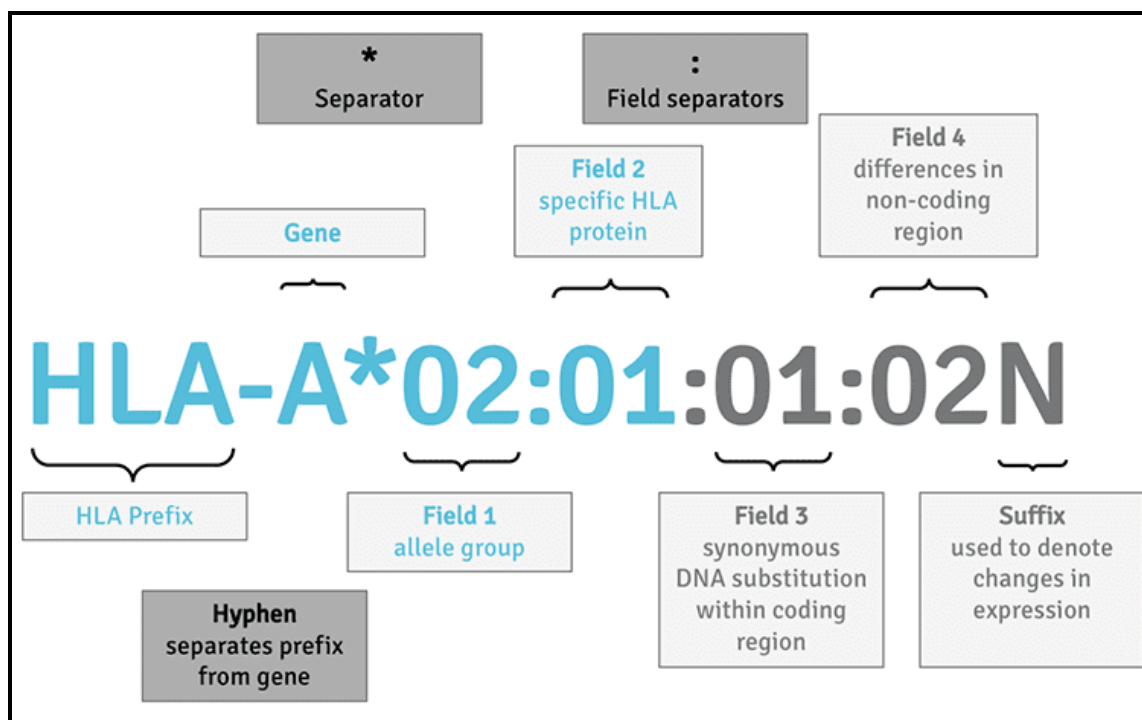 *
Separator
:
Field separators
Field 4
differences in
non-coding
region
Field 2
specific HLA
protein
Gene
HLA-A*02:01:01:02N
HLA Prefix
Field 1
allele group
Field 3
synonymous
DNA substitution
within coding
region
Suffix
used to denote
changes in
expression
Hyphen
separates prefix
from gene